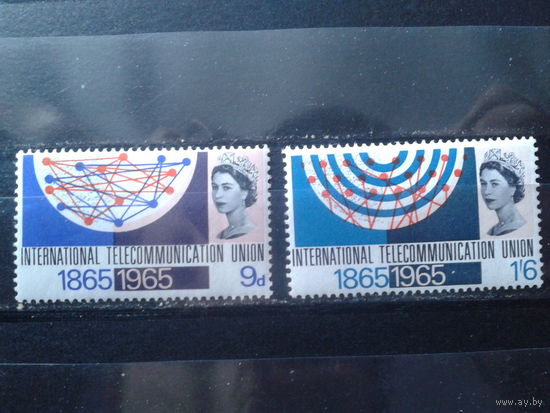 INTERNATIONAL TELECOMMUNICATION UNION
1865 1965 9d
INTERNATIONAL TELECOMMUNICATION UNION
1865 1965 1'6
www.ay.by